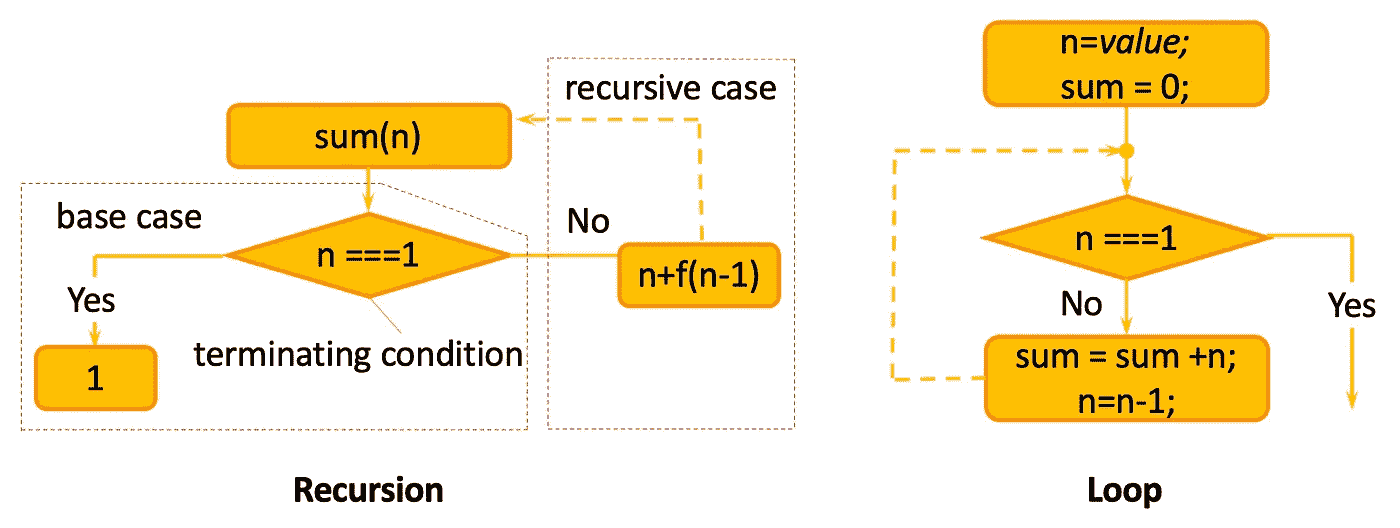 recursive case
sum(n)
base case
n ===1
No
n+f(n-1)
Yes
terminating condition
1
Recursion
n=value;
sum = 0;
n ===1
No
Yes
sum = sum +n;
n=n-1;
Loop